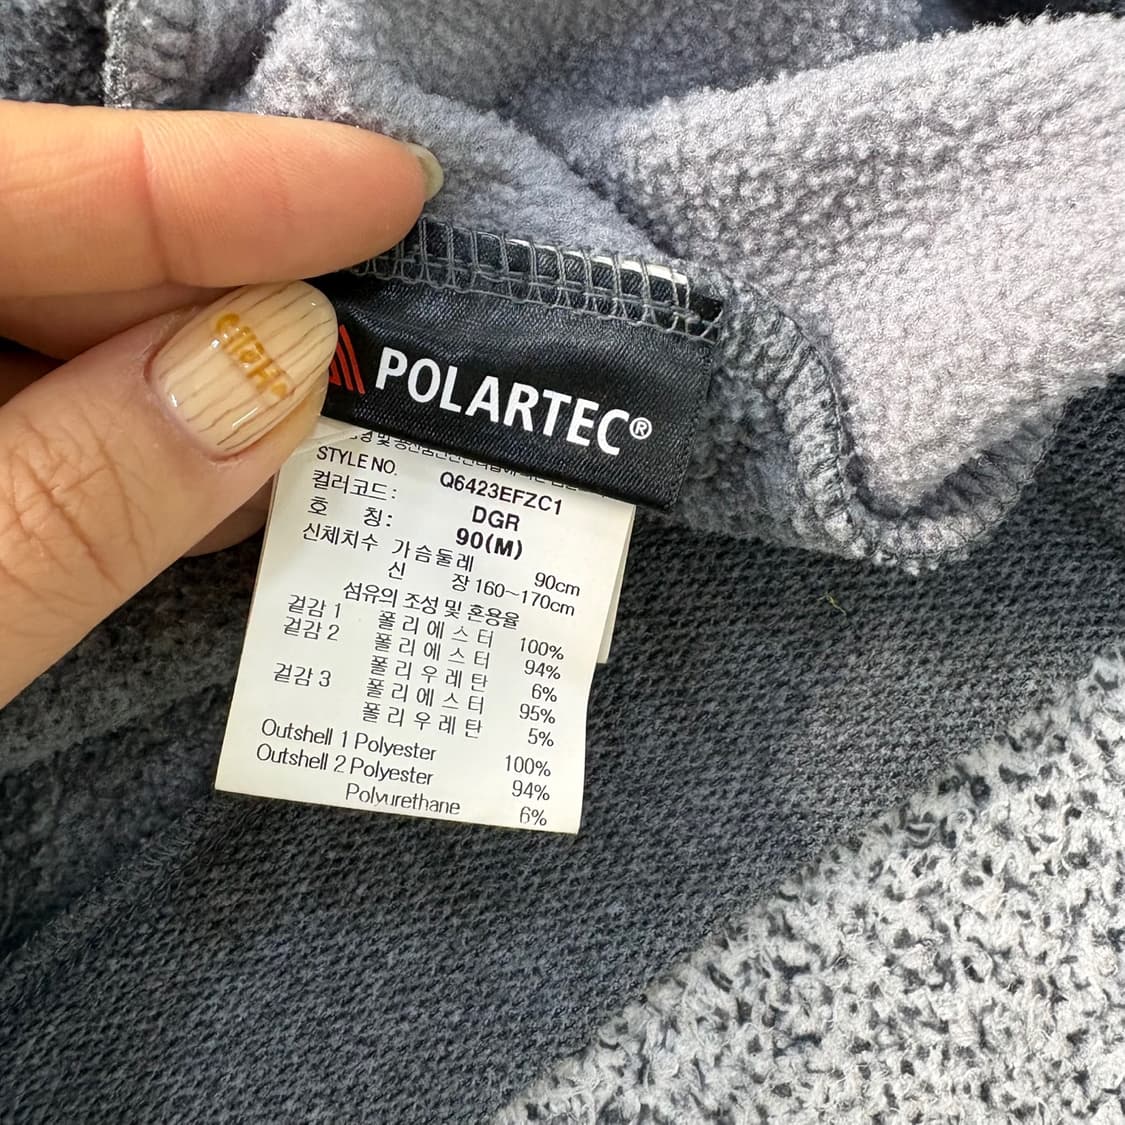 POLARTEC®
STYLE NO. Q6423EFZC1
컬러코드: DGR
호 칭: 90(M)
신체치수 가슴둘레 90cm
신 장 160~170cm
섬유의 조성 및 혼용율
겉감 1 폴리에스터 100%
겉감 2 폴리에스터 94%
폴리우레탄 6%
겉감 3 폴리에스터 95%
폴리우레탄 5%
Outshell 1 Polyester 100%
Outshell 2 Polyester 94%
Polyurethane 6%